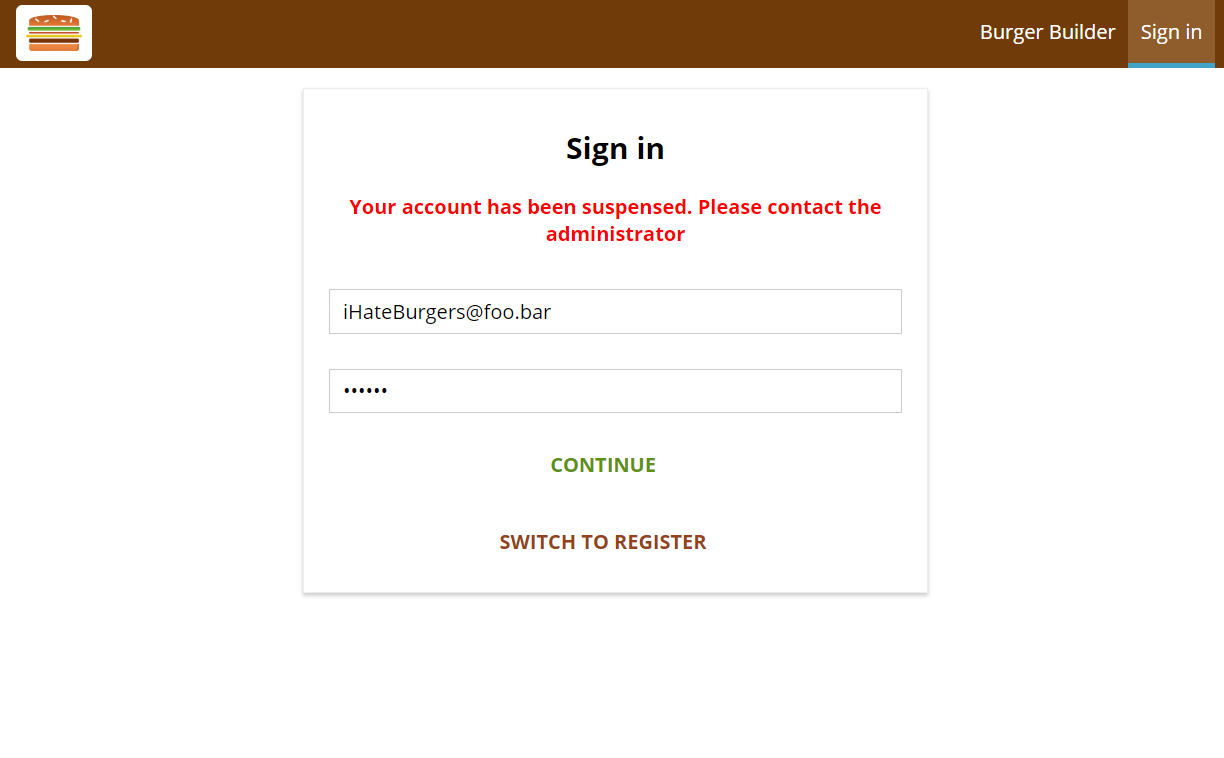 Burger Builder
Sign in
Sign in
Your account has been suspensed. Please contact the
administrator
iHateBurgers@foo.bar
••••••
CONTINUE
SWITCH TO REGISTER